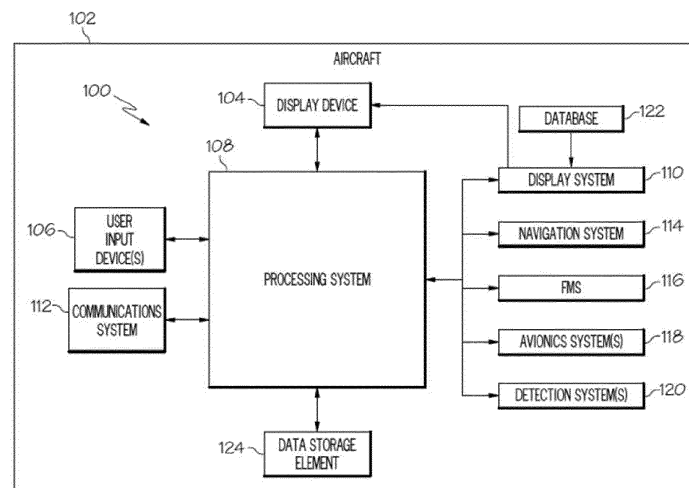 102
AIRCRAFT
100
104
DISPLAY DEVICE
DATABASE
122
108
DISPLAY SYSTEM
110
106
USER
INPUT
DEVICE(S)
NAVIGATION SYSTEM
114
PROCESSING SYSTEM
FMS
116
112
COMMUNICATIONS
SYSTEM
AVIONICS SYSTEM(S)
118
DETECTION SYSTEM(S)
120
124
DATA STORAGE
ELEMENT